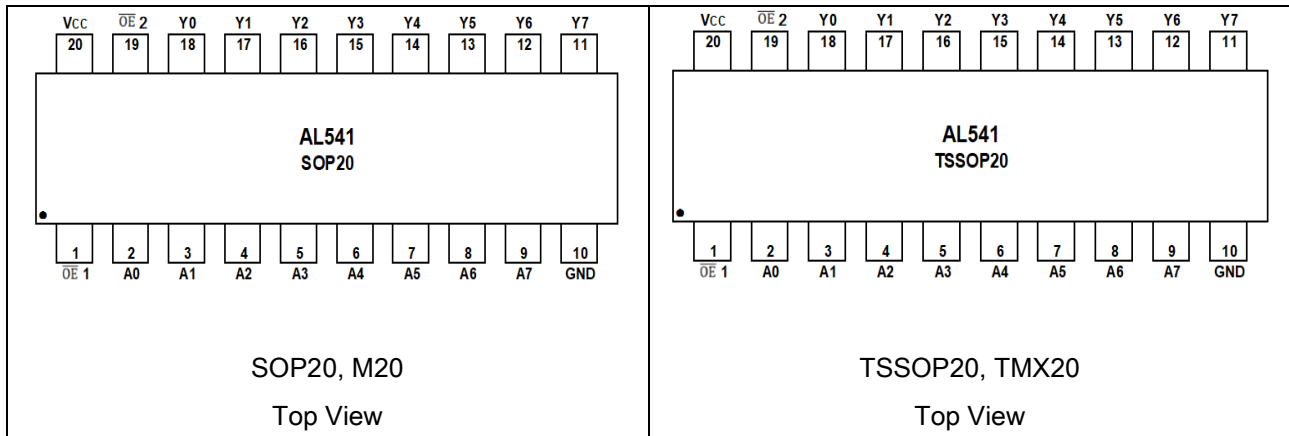 VCC OE 2 Y0 Y1 Y2 Y3 Y4 Y5 Y6 Y7
20 19 18 17 16 15 14 13 12 11
AL541
SOP20
1 2 3 4 5 6 7 8 9 10
OE 1 A0 A1 A2 A3 A4 A5 A6 A7 GND
SOP20, M20
Top View
VCC OE 2 Y0 Y1 Y2 Y3 Y4 Y5 Y6 Y7
20 19 18 17 16 15 14 13 12 11
AL541
TSSOP20
1 2 3 4 5 6 7 8 9 10
OE 1 A0 A1 A2 A3 A4 A5 A6 A7 GND
TSSOP20, TMX20
Top View